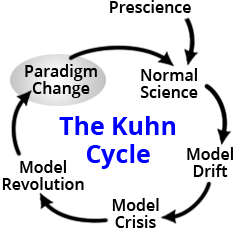 Prescience
Paradigm
Change
Normal
Science
The Kuhn
Cycle
Model
Drift
Model
Revolution
Model
Crisis